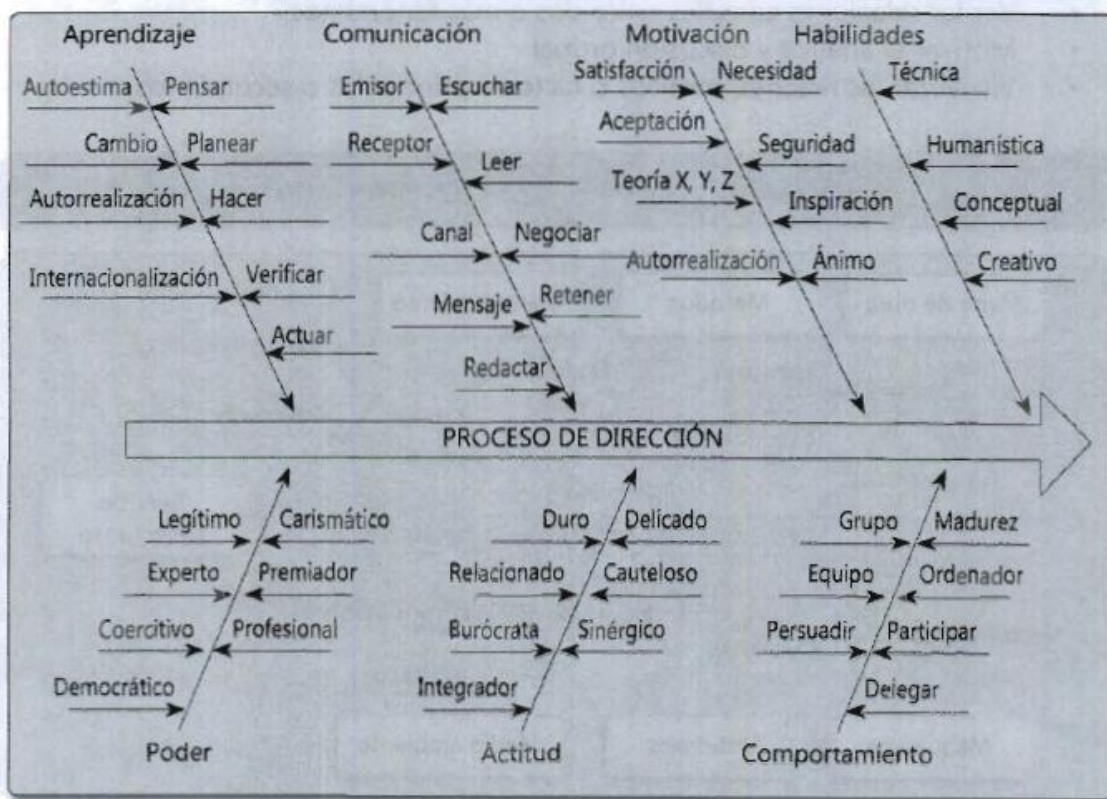 Aprendizaje Comunicación Motivación Habilidades
Autoestima Pensar Emisor Escuchar Satisfacción Necesidad Técnica
Cambio Planear Receptor Leer Aceptación Seguridad Humanística
Autorrealización Hacer Teoría X, Y, Z Inspiración Conceptual
Canal Negociar
Internacionalización Verificar Autorrealización Ánimo Creativo
Mensaje Retener
Actuar Redactar
PROCESO DE DIRECCIÓN
Legítimo Carismático Duro Delicado Grupo Madurez
Experto Premiador Relacionado Cauteloso Equipo Ordenador
Coercitivo Profesional Burócrata Sinérgico Persuadir Participar
Democrático Integrador Delegar
Poder Actitud Comportamiento